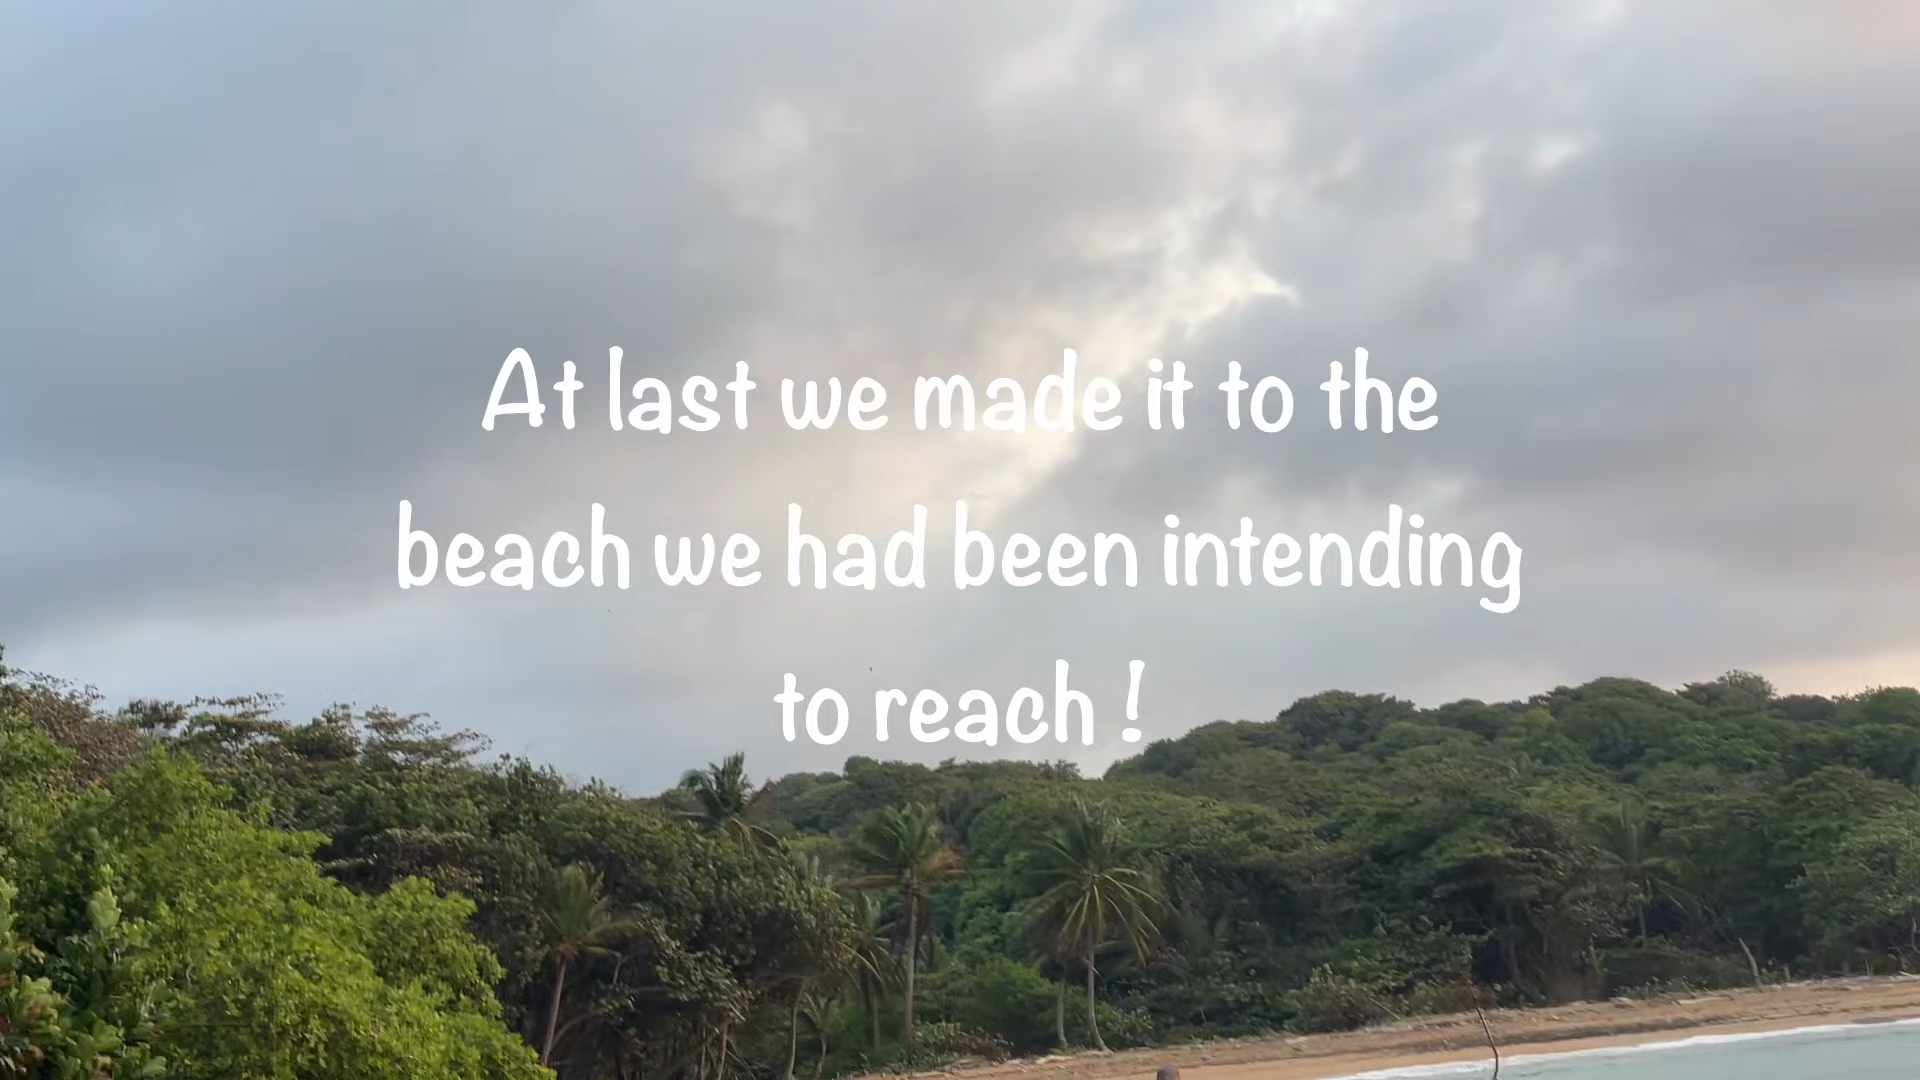 At last we made it to the
beach we had been intending
to reach !